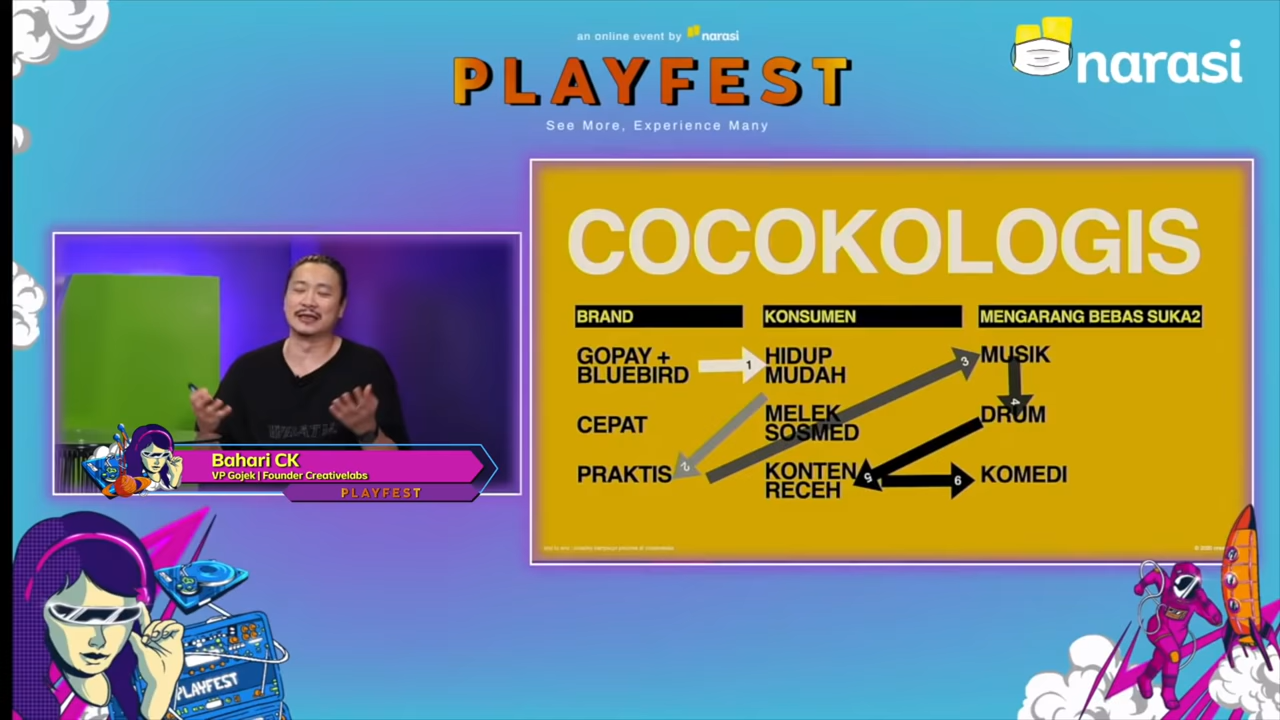 an online event by narasi
PLAYFEST
See More, Experience Many
narasi
COCOKOLOGIS
BRAND
KONSUMEN
MENGARANG BEBAS SUKA2
GOPAY +
BLUEBIRD
1
HIDUP
MUDAH
3
MUSIK
4
CEPAT
MELEK
SOSMED
DRUM
2
PRAKTIS
KONTEN
RECEH
5
6
KOMEDI
Bahari CK
VP Gojek | Founder Creativelabs
PLAYFEST
PLAYFEST